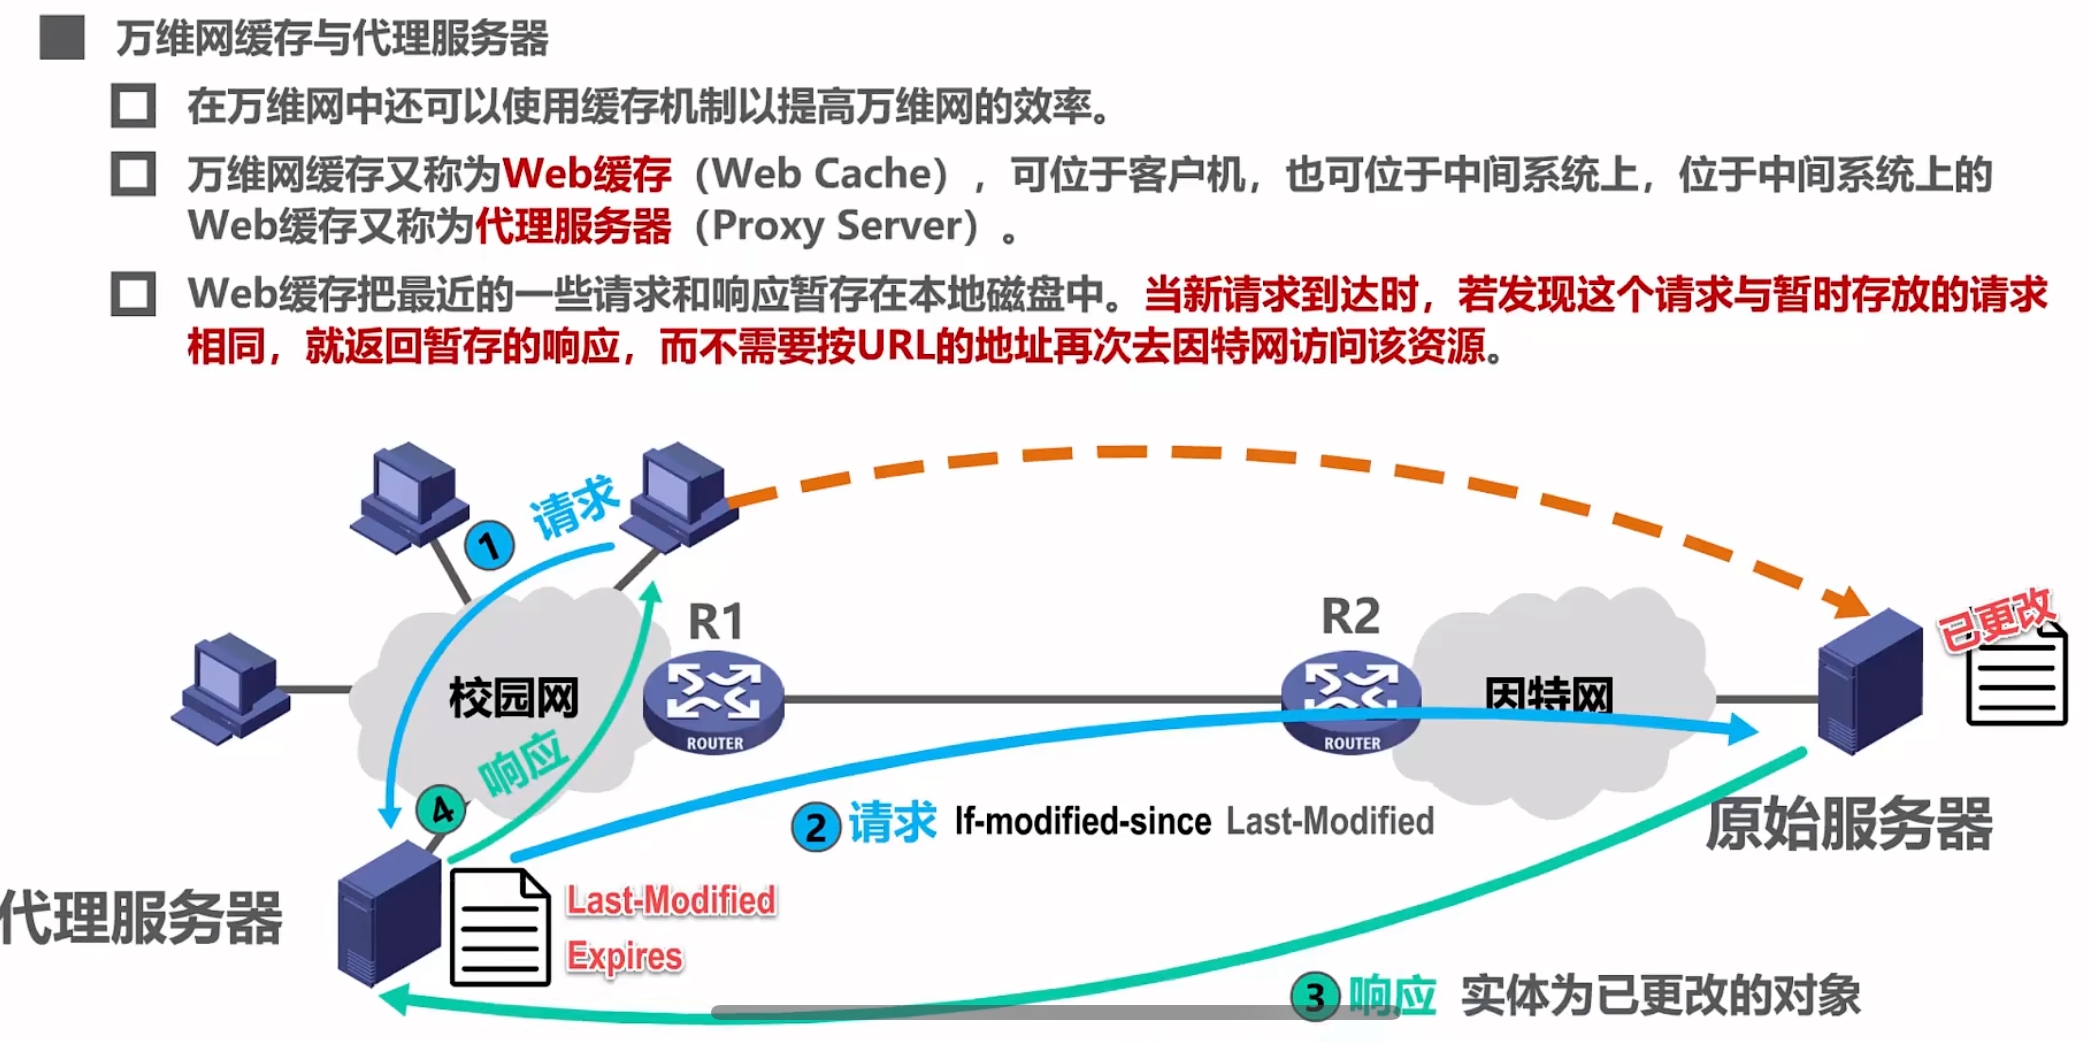 万维网缓存与代理服务器
在万维网中还可以使用缓存机制以提高万维网的效率。
万维网缓存又称为Web缓存（Web Cache），可位于客户机，也可位于中间系统上，位于中间系统上的
Web缓存又称为代理服务器（Proxy Server）。
Web缓存把最近的一些请求和响应暂存在本地磁盘中。当新请求到达时，若发现这个请求与暂时存放的请求
相同，就返回暂存的响应，而不需要按URL的地址再次去因特网访问该资源。
1 请求
R1
R2
已更改
校园网
因特网
ROUTER
ROUTER
4 响应
2 请求 If-modified-since Last-Modified
原始服务器
代理服务器
Last-Modified
Expires
3 响应 实体为已更改的对象